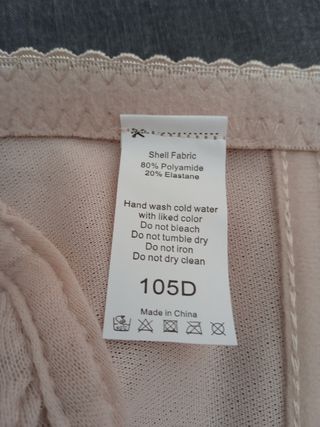 Shell Fabric
80% Polyamide
20% Elastane
Hand wash cold water
with liked color
Do not bleach
Do not tumble dry
Do not iron
Do not dry clean
105D
Made in China